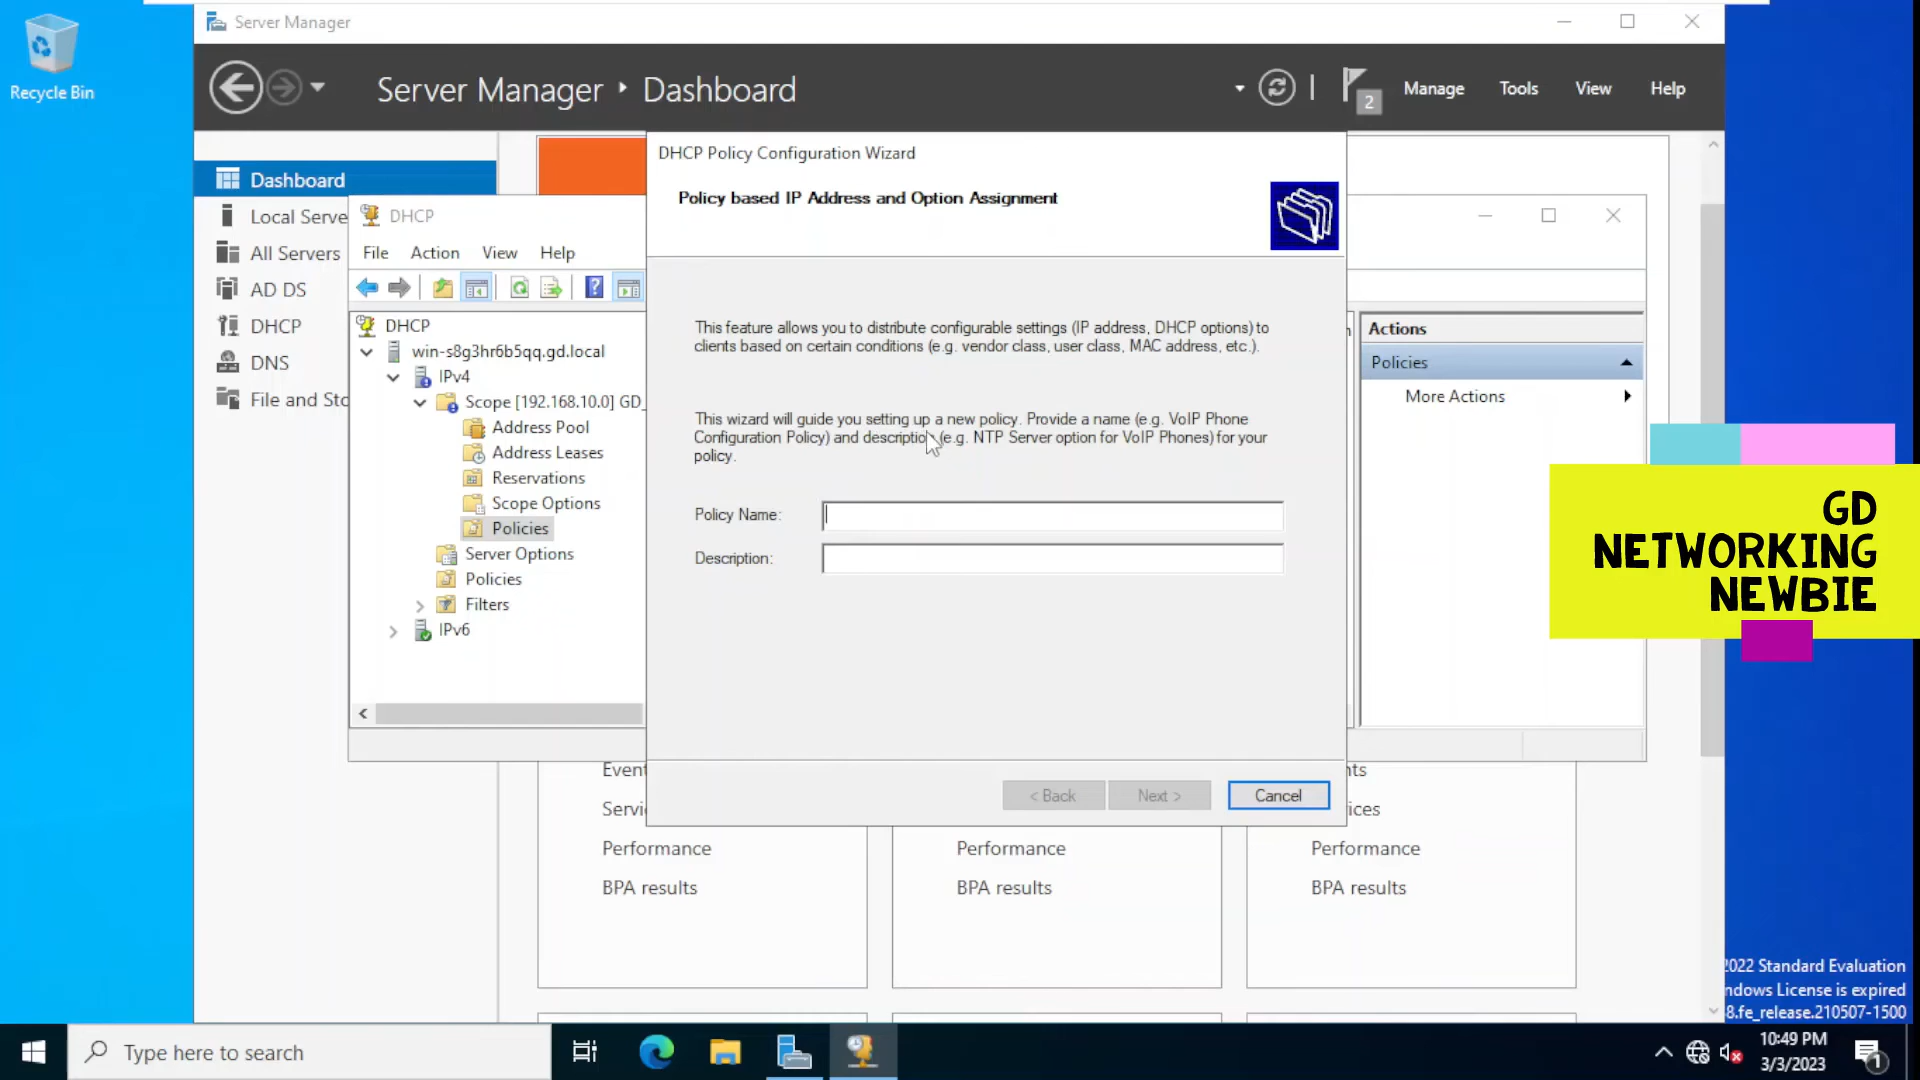 Recycle Bin
Server Manager
Server Manager Dashboard
2
Manage Tools View Help
Dashboard
Local Serve
All Servers
AD DS
DHCP
DNS
File and Sto
DHCP
File Action View Help
DHCP
win-s8g3hr6b5qq.gd.local
IPv4
Scope [192.168.10.0] GD_
Address Pool
Address Leases
Reservations
Scope Options
Policies
Server Options
Policies
Filters
IPv6
DHCP Policy Configuration Wizard
Policy based IP Address and Option Assignment
This feature allows you to distribute configurable settings (IP address, DHCP options) to
clients based on certain conditions (e.g. vendor class, user class, MAC address, etc.).
This wizard will guide you setting up a new policy. Provide a name (e.g. VoIP Phone
Configuration Policy) and description (e.g. NTP Server option for VoIP Phones) for your
policy.
Policy Name:
Description:
< Back Next > Cancel
Actions
Policies
More Actions
GD
NETWORKING
NEWBIE
Event
Servi
Performance
BPA results
Performance
BPA results
nts
ices
Performance
BPA results
2022 Standard Evaluation
ndows License is expired
8.fe_release.210507-1500
Type here to search
10:49 PM
3/3/2023
1